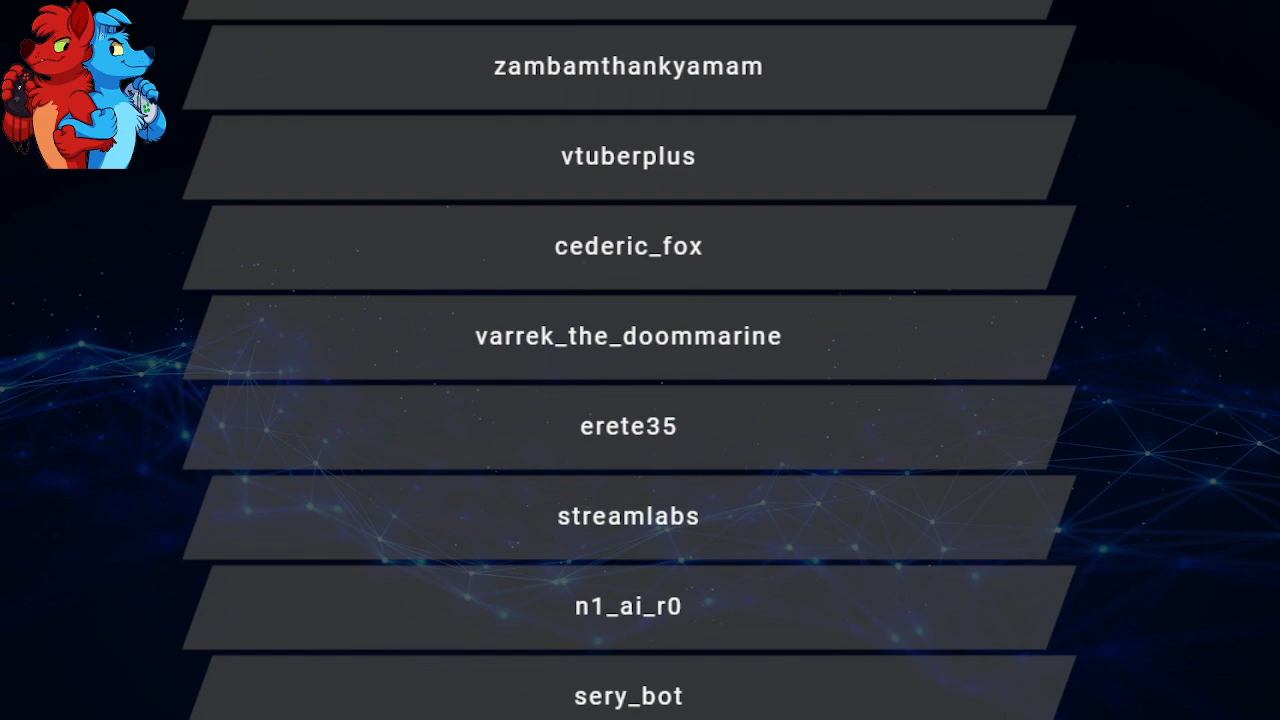 zambamthankyamam
vtuberplus
cederic_fox
varrek_the_doommarine
erete35
streamlabs
n1_ai_r0
sery_bot